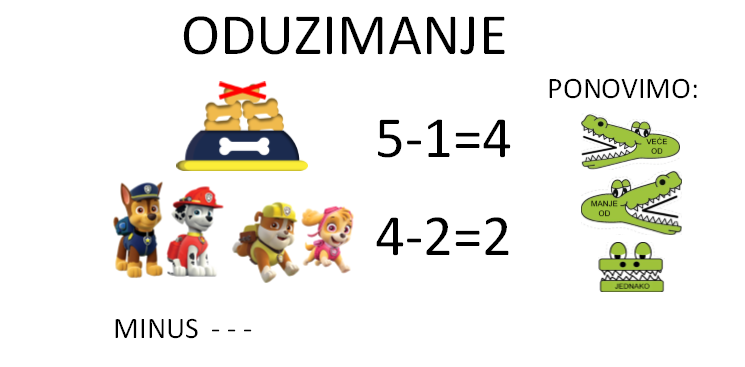 ODUZIMANJE
5-1=4
4-2=2
MINUS - - -
PONOVIMO:
VEĆE
OD
MANJE
OD
JEDNAKO